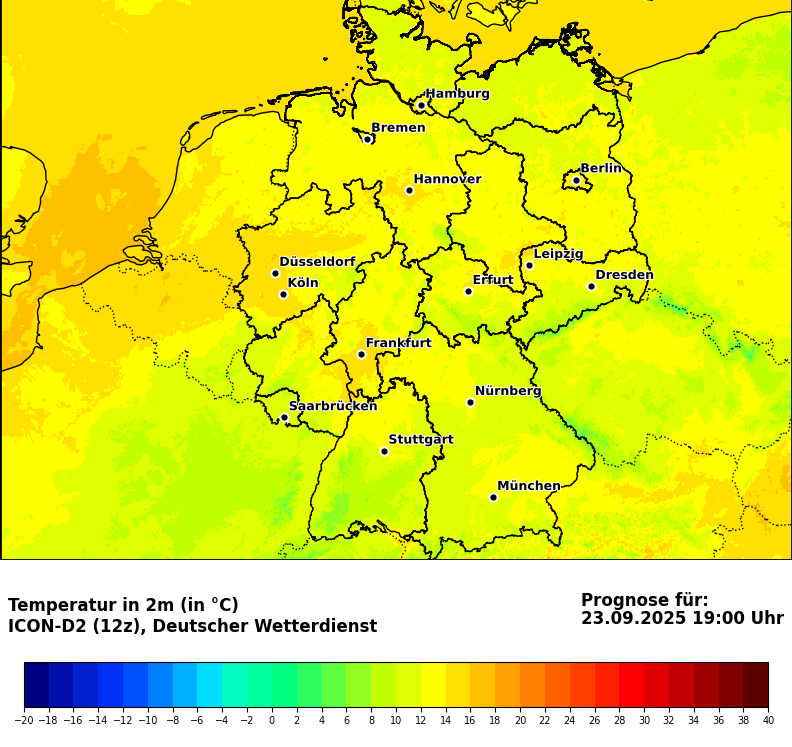 Hamburg
Bremen
Berlin
Hannover
Leipzig
Düsseldorf
Dresden
Köln
Erfurt
Frankfurt
Nürnberg
Saarbrücken
Stuttgart
München
Temperatur in 2m (in °C)
ICON-D2 (12z), Deutscher Wetterdienst
Prognose für:
23.09.2025 19:00 Uhr
−20 −18 −16 −14 −12 −10 −8 −6 −4 −2 0 2 4 6 8 10 12 14 16 18 20 22 24 26 28 30 32 34 36 38 40